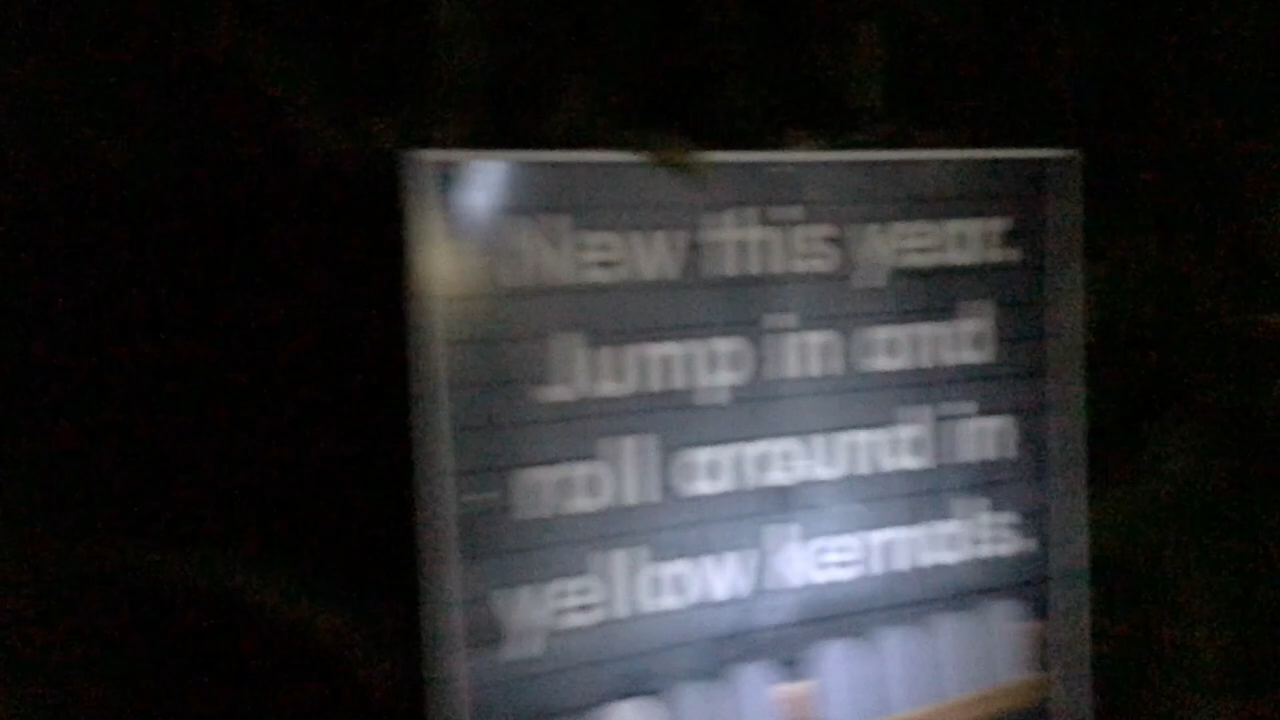 New this year.
Jump in and
roll around in
yellow kernels.